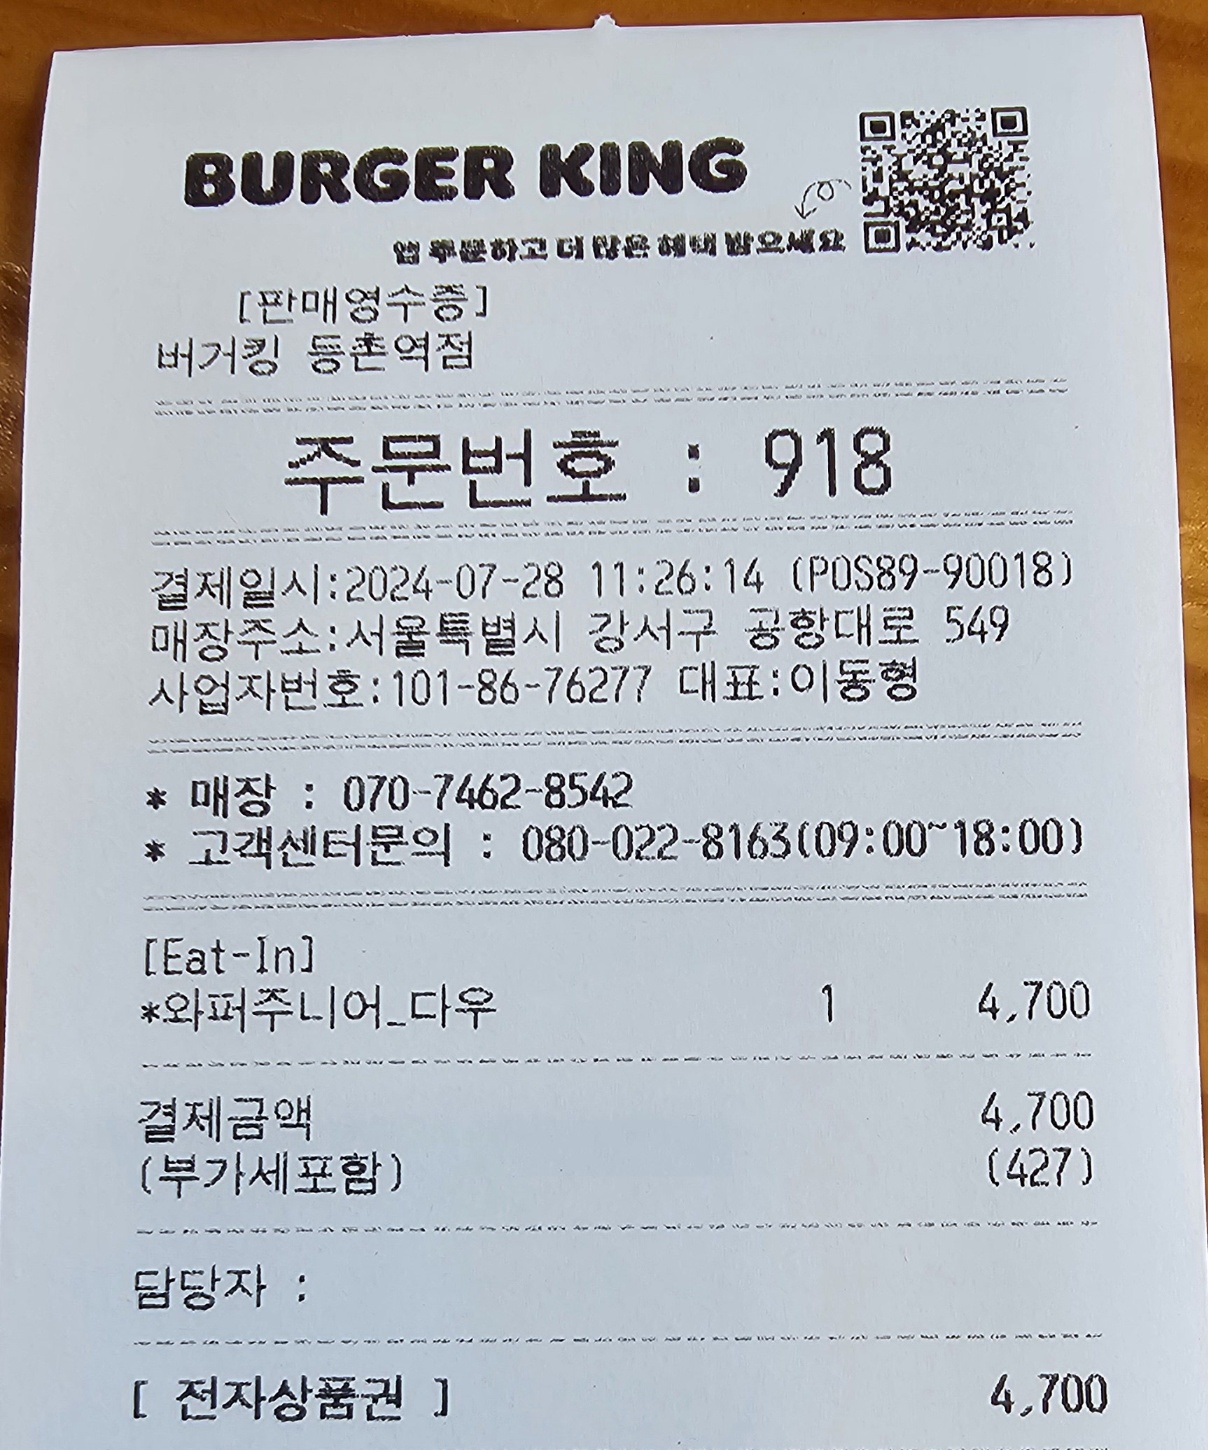 BURGER KING
앱 주문하고 더 많은 혜택 받으세요
[판매영수증]
버거킹 등촌역점
주문번호 : 918
결제일시:2024-07-28 11:26:14 (POS89-90018)
매장주소:서울특별시 강서구 공항대로 549
사업자번호:101-86-76277 대표:이동형
* 매장 : 070-7462-8542
* 고객센터문의 : 080-022-8163(09:00~18:00)
[Eat-In]
*와퍼주니어_다우 1 4,700
결제금액 4,700
(부가세포함) (427)
담당자 :
[ 전자상품권 ] 4,700